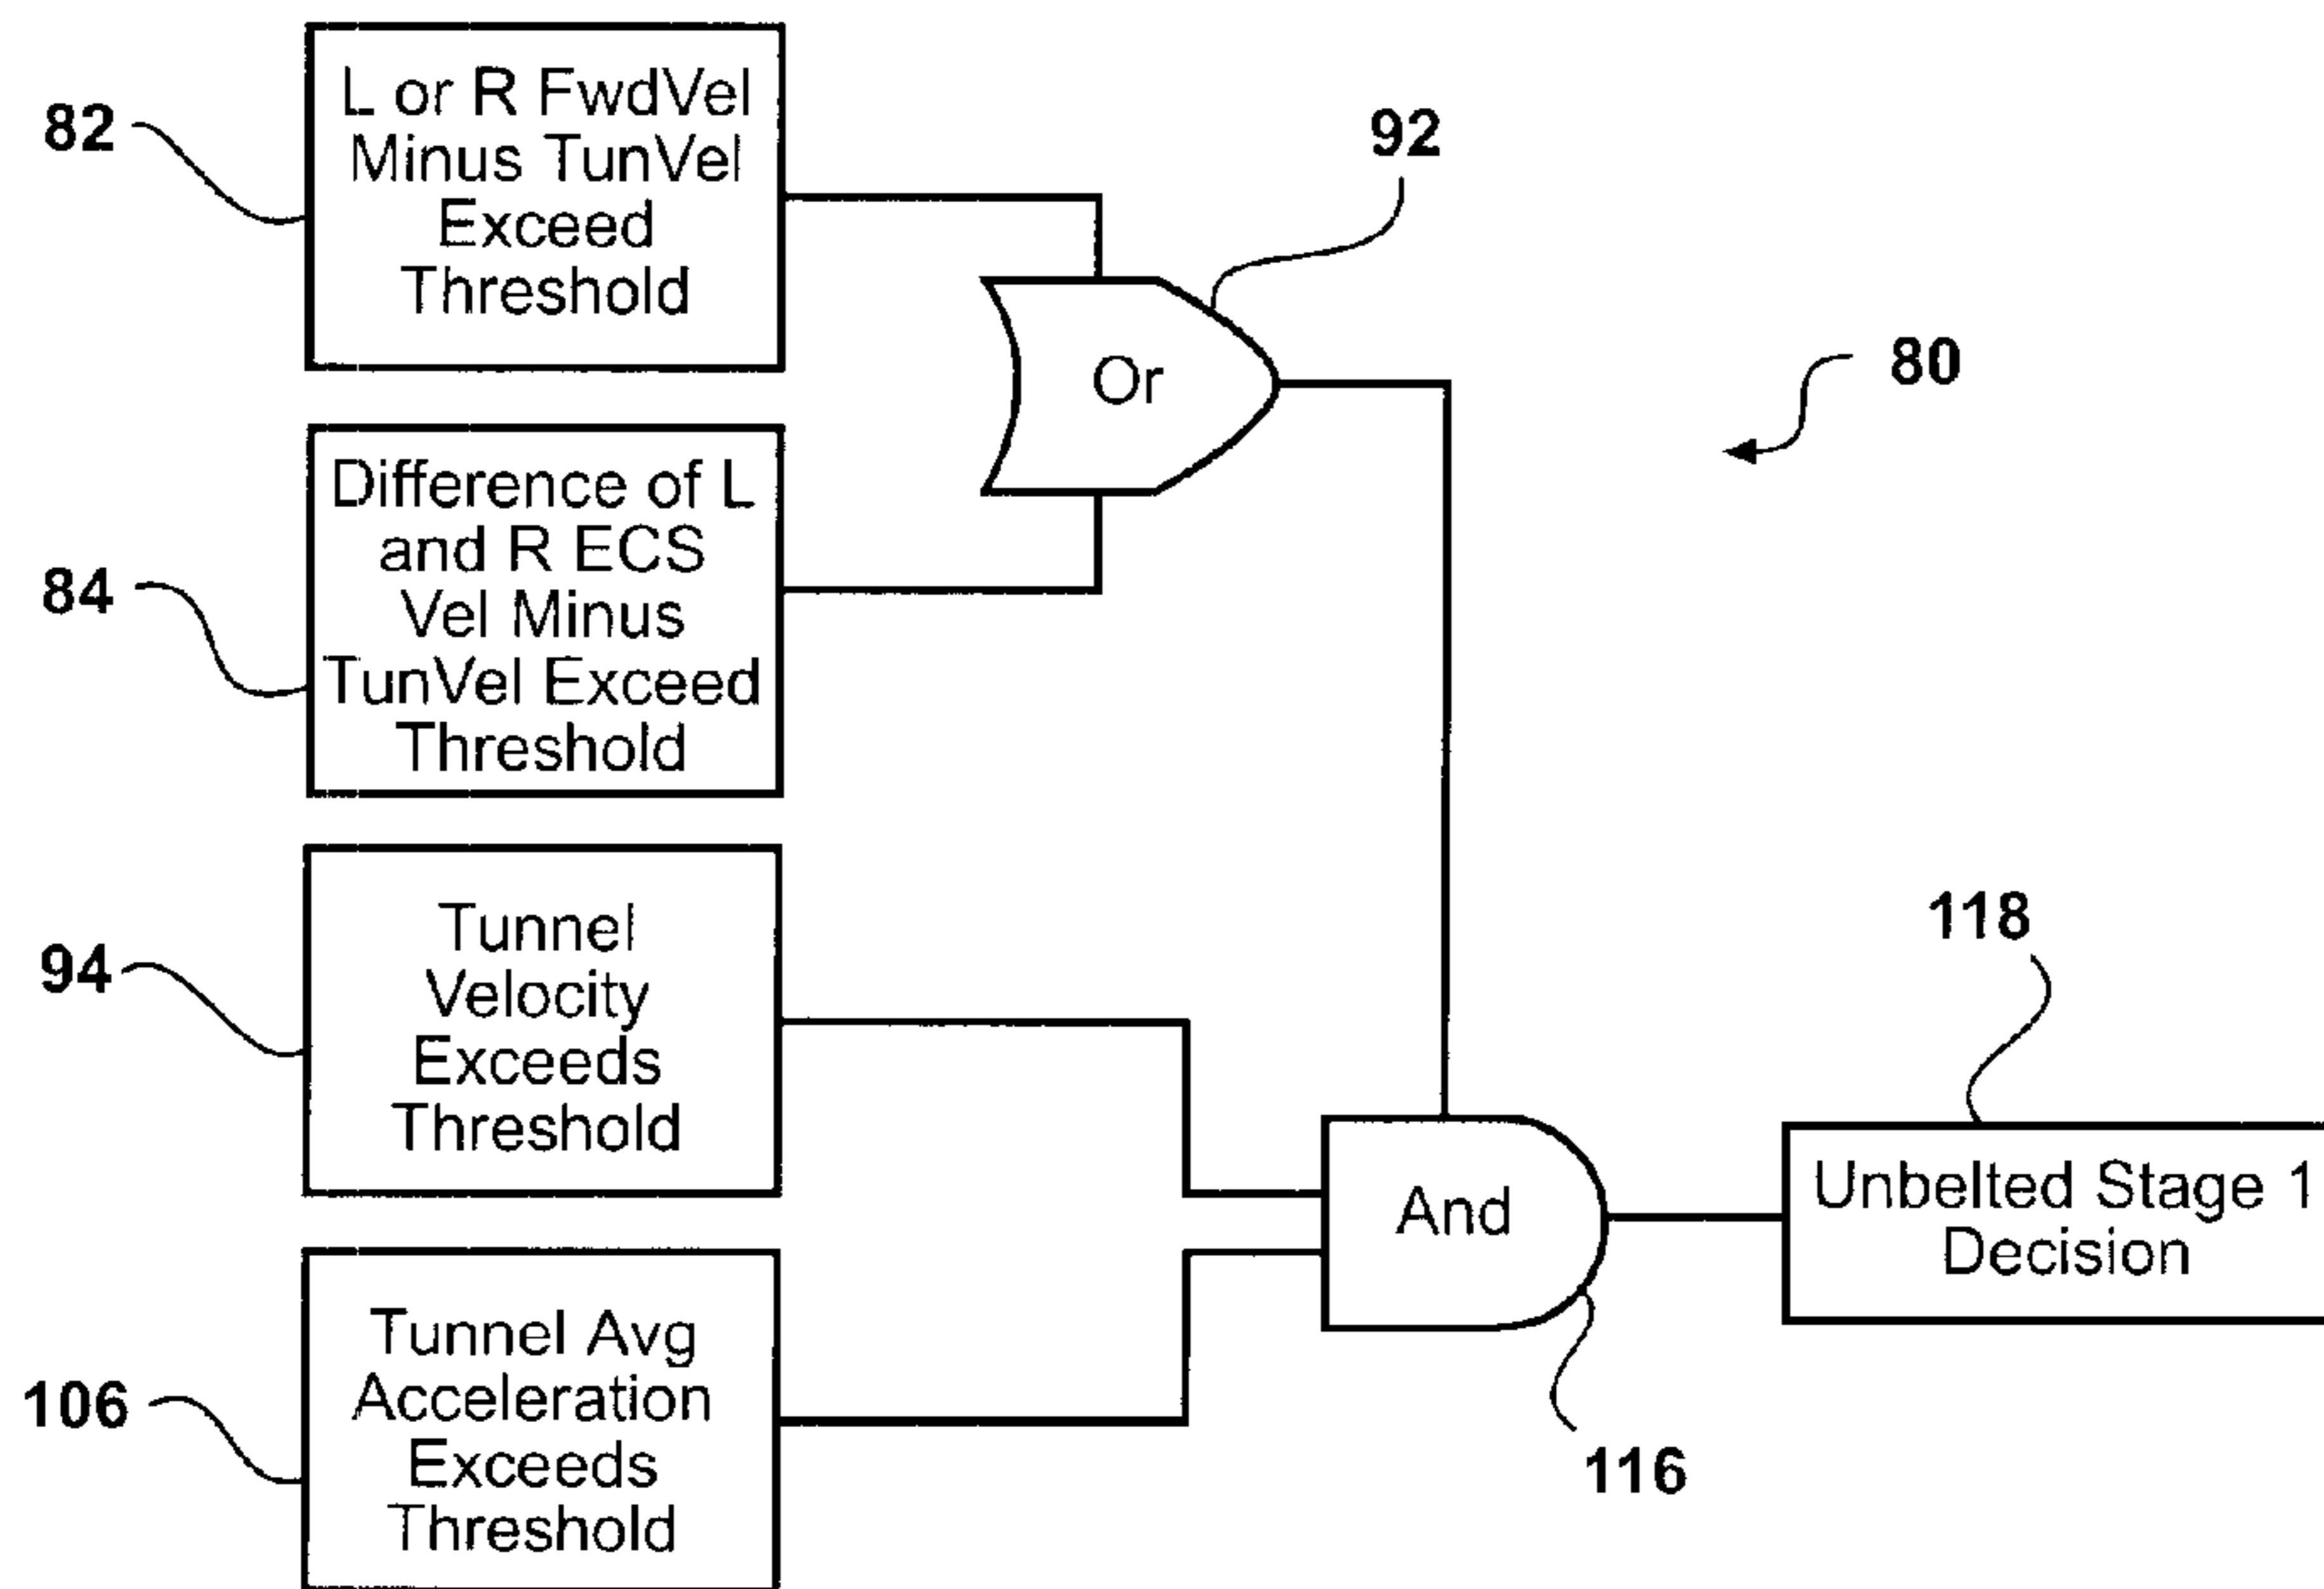 82
L or R FwdVel
Minus TunVel
Exceed
Threshold
92
Or
80
84
Difference of L
and R ECS
Vel Minus
TunVel Exceed
Threshold
94
Tunnel
Velocity
Exceeds
Threshold
118
And
Unbelted Stage 1
Decision
106
Tunnel Avg
Acceleration
Exceeds
Threshold
116